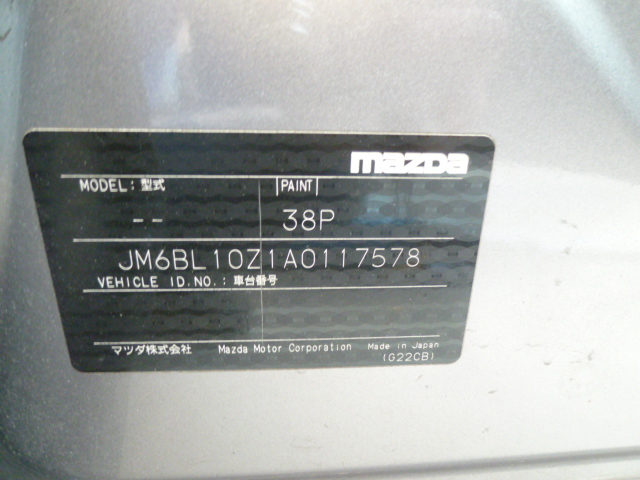 mazda
MODEL: 型式 PAINT
-- 38P
JM6BL10Z1A0117578
VEHICLE ID.NO.: 車台番号
マツダ株式会社 Mazda Motor Corporation Made in Japan
(G22CB)